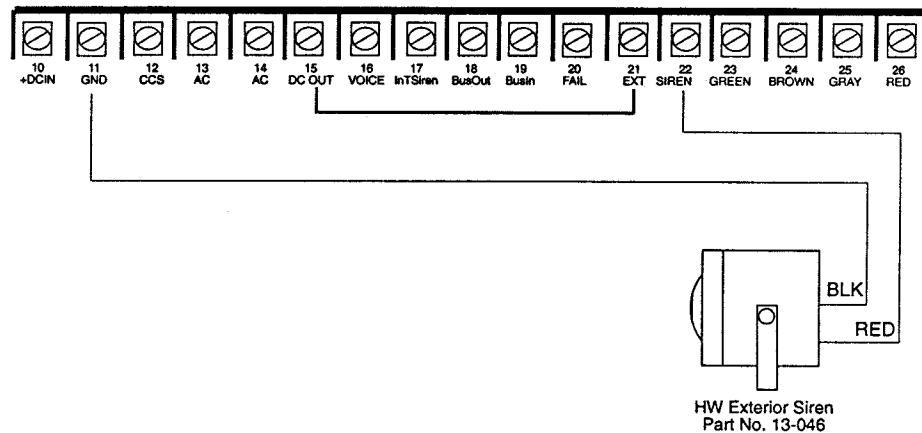 10 11 12 13 14 15 16 17 18 19 20 21 22 23 24 25 26
+DCIN GND CCS AC AC DC OUT VOICE InTSiren BusOut BusIn FAIL EXT SIREN GREEN BROWN GRAY RED
BLK
RED
HW Exterior Siren
Part No. 13-046